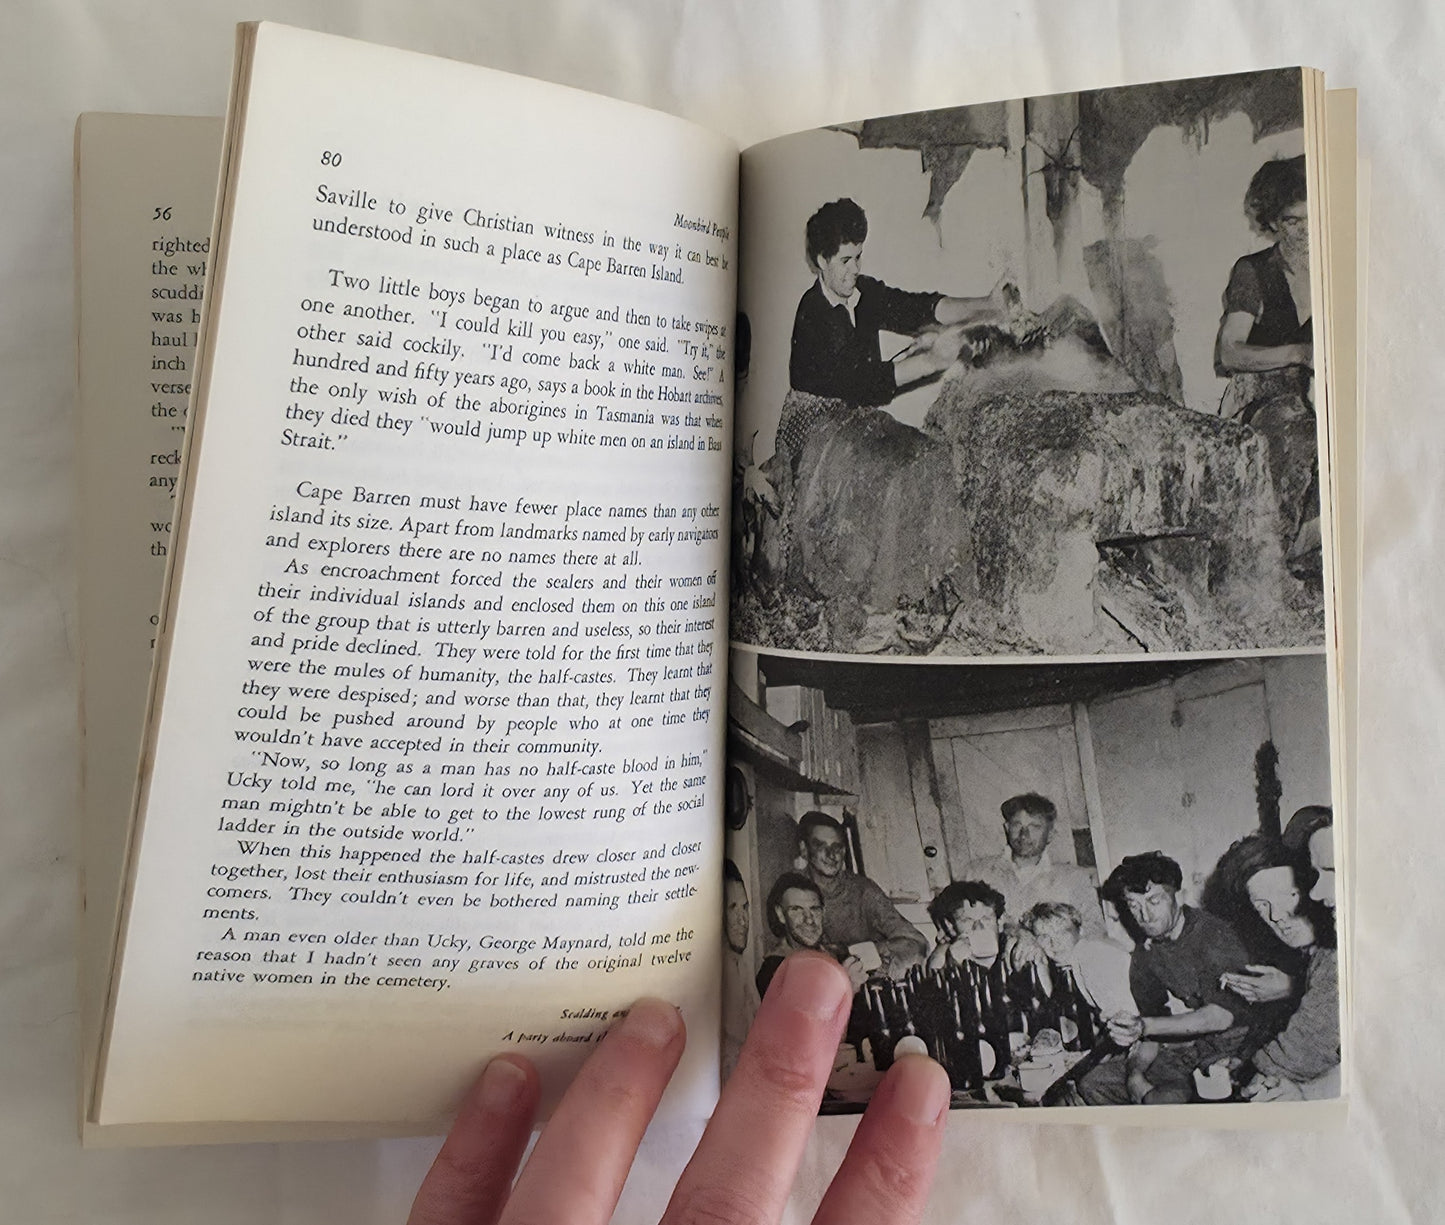 56
righted
the wh
scuddi
was h
haul
inch
verse
the
reck
any
wo
th
80
Moonbird People
Saville to give Christian witness in the way it can best be
understood in such a place as Cape Barren Island.
Two little boys began to argue and then to take swipes at
one another. "I could kill you easy," one said. "Try it," the
other said cockily. "I'd come back a white man. See!" A
hundred and fifty years ago, says a book in the Hobart archives,
the only wish of the aborigines in Tasmania was that when
they died they "would jump up white men on an island in Bass
Strait."
Cape Barren must have fewer place names than any other
island its size. Apart from landmarks named by early navigators
and explorers there are no names there at all.
As encroachment forced the sealers and their women off
their individual islands and enclosed them on this one island
of the group that is utterly barren and useless, so their interest
and pride declined. They were told for the first time that they
were the mules of humanity, the half-castes. They learnt that
they were despised; and worse than that, they learnt that they
could be pushed around by people who at one time they
wouldn't have accepted in their community.
"Now, so long as a man has no half-caste blood in him,"
Ucky told me, "he can lord it over any of us. Yet the same
man mightn't be able to get to the lowest rung of the social
ladder in the outside world."
When this happened the half-castes drew closer and closer
together, lost their enthusiasm for life, and mistrusted the new-
comers. They couldn't even be bothered naming their settle-
ments.
A man even older than Ucky, George Maynard, told me the
reason that I hadn't seen any graves of the original twelve
native women in the cemetery.
Scalding
A party aboard